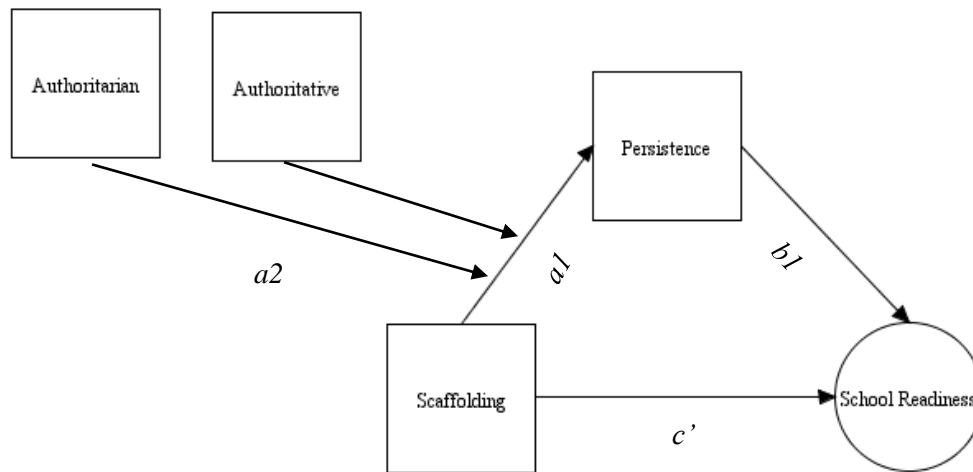 Authoritarian
Authoritative
Persistence
a2
a1
b1
Scaffolding
School Readiness
c’